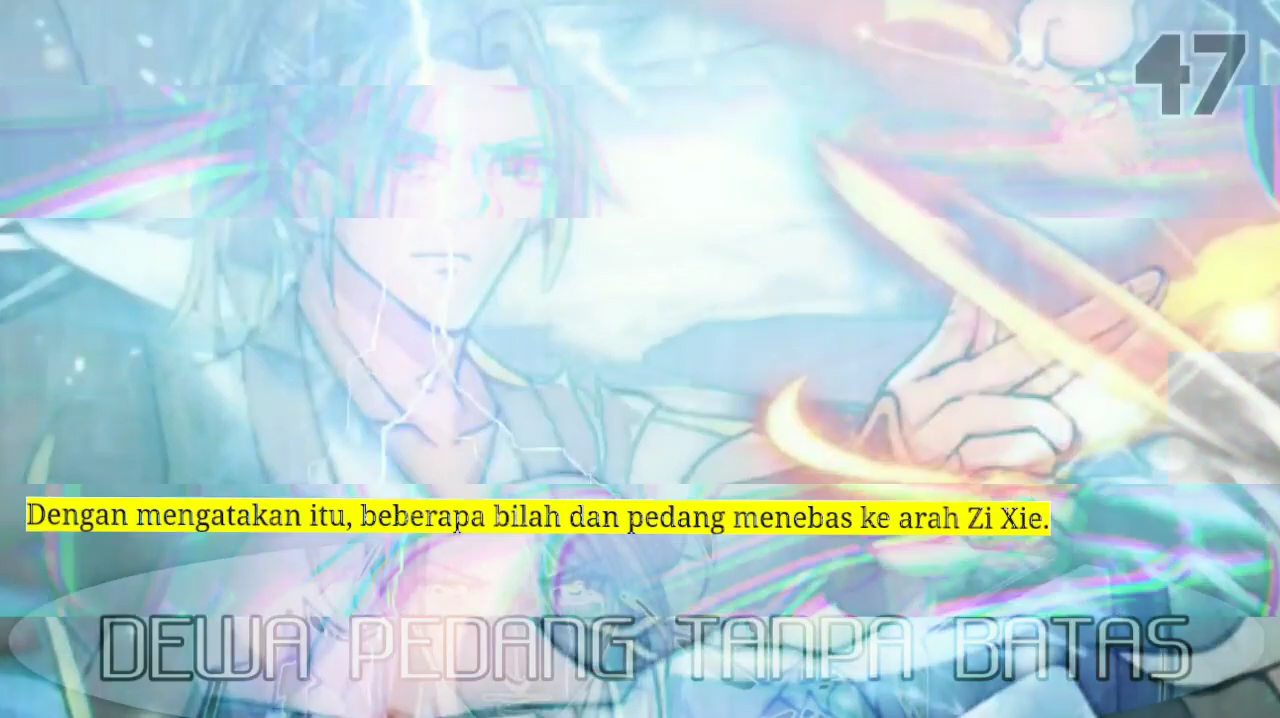 47
Dengan mengatakan itu, beberapa bilah dan pedang menebas ke arah Zi Xie.
DEWA PEDANG TANPA BATAS